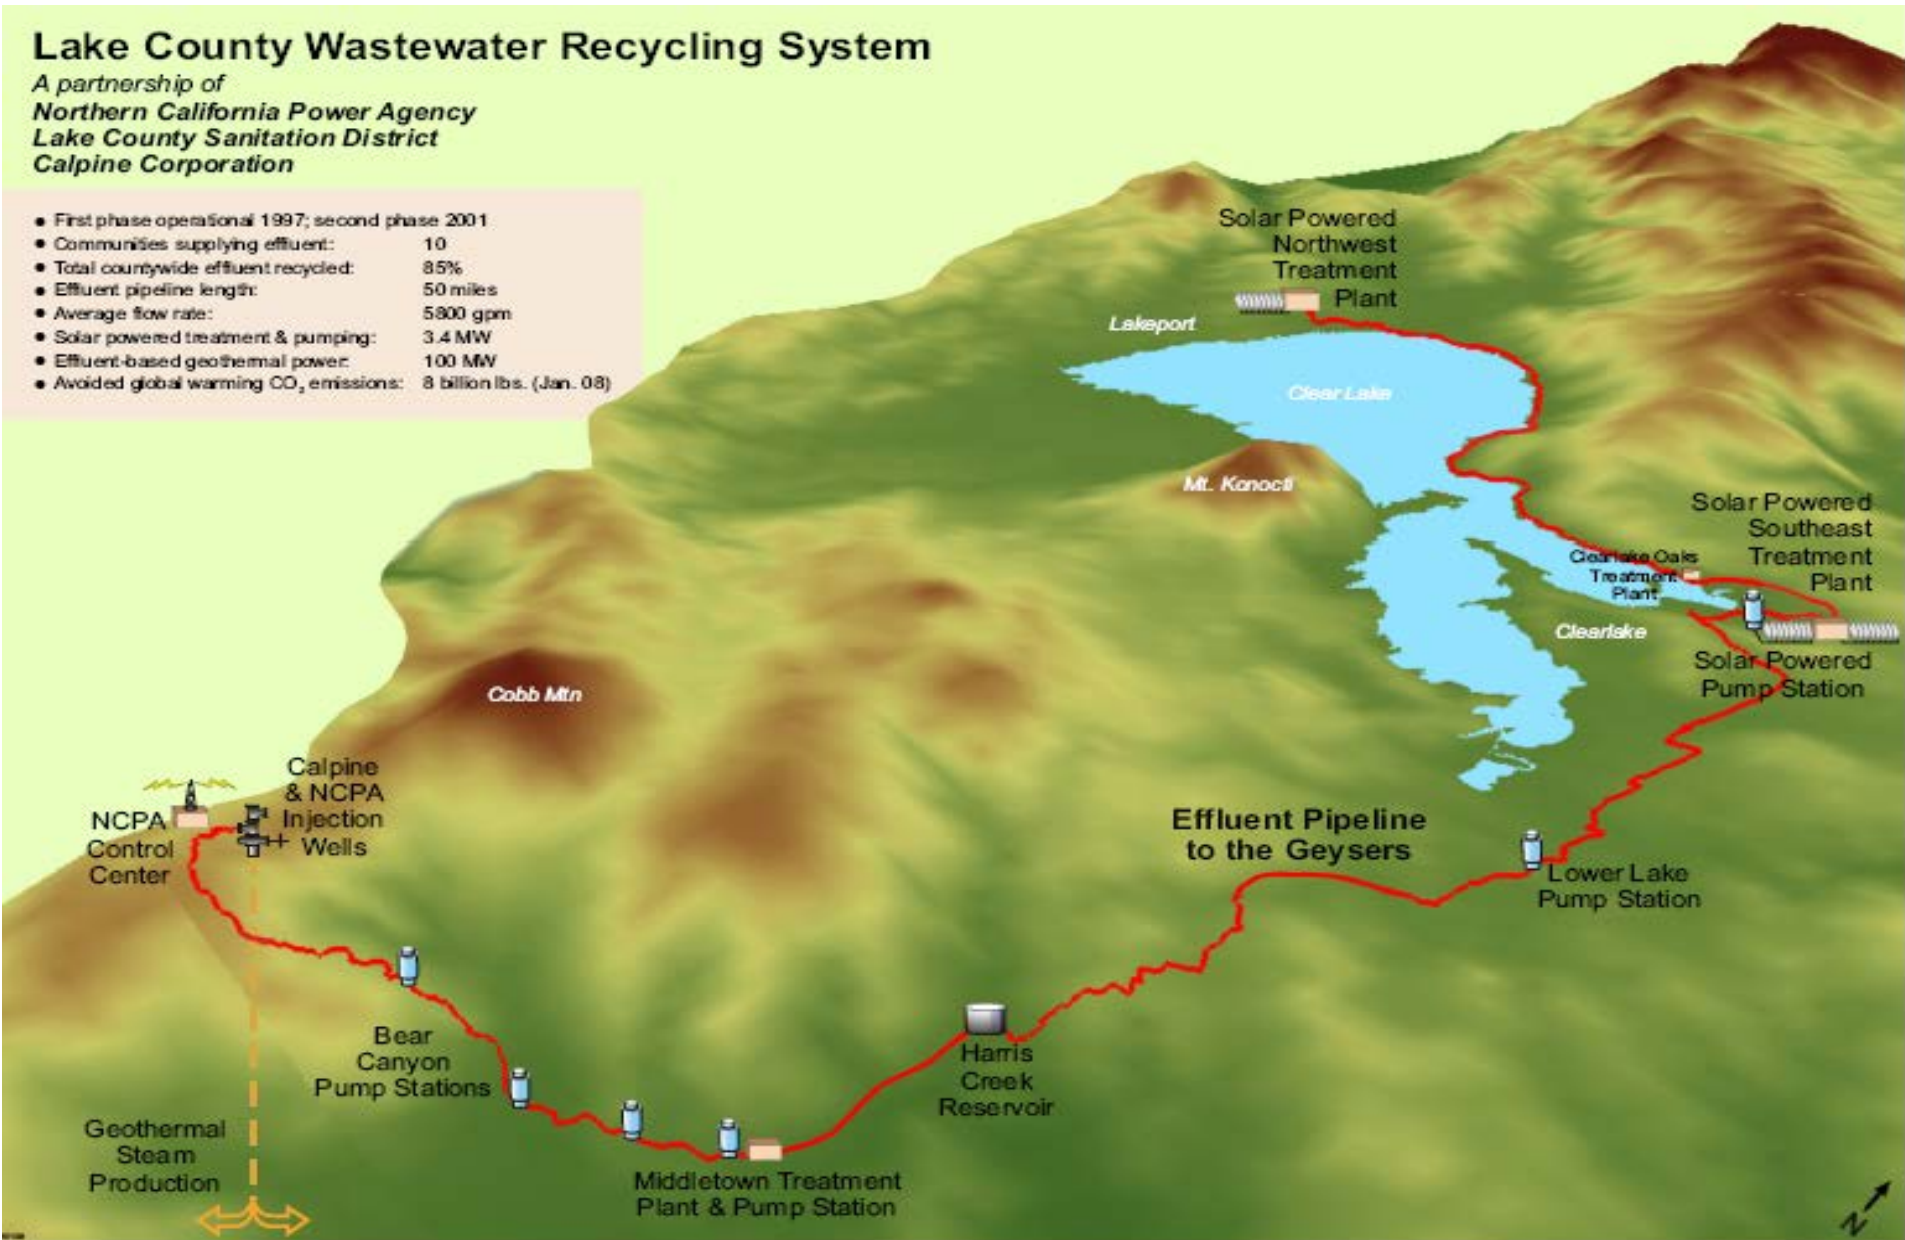 Lake County Wastewater Recycling System
A partnership of
Northern California Power Agency
Lake County Sanitation District
Calpine Corporation
• First phase operational 1997; second phase 2001
• Communities supplying effluent: 10
• Total countywide effluent recycled: 85%
• Effluent pipeline length: 50 miles
• Average flow rate: 5800 gpm
• Solar powered treatment & pumping: 3.4 MW
• Effluent-based geothermal power: 100 MW
• Avoided global warming CO₂ emissions: 8 billion lbs. (Jan. 08)
Solar Powered
Northwest
Treatment
Plant
Lakeport
Clear Lake
Mt. Konocti
Solar Powered
Southeast
Treatment
Plant
Clearlake Oaks
Treatment
Plant
Clearlake
Solar Powered
Pump Station
Cobb Mtn
Calpine
& NCPA
Injection
Wells
NCPA
Control
Center
Effluent Pipeline
to the Geysers
Lower Lake
Pump Station
Bear
Canyon
Pump Stations
Harris
Creek
Reservoir
Geothermal
Steam
Production
Middletown Treatment
Plant & Pump Station
N